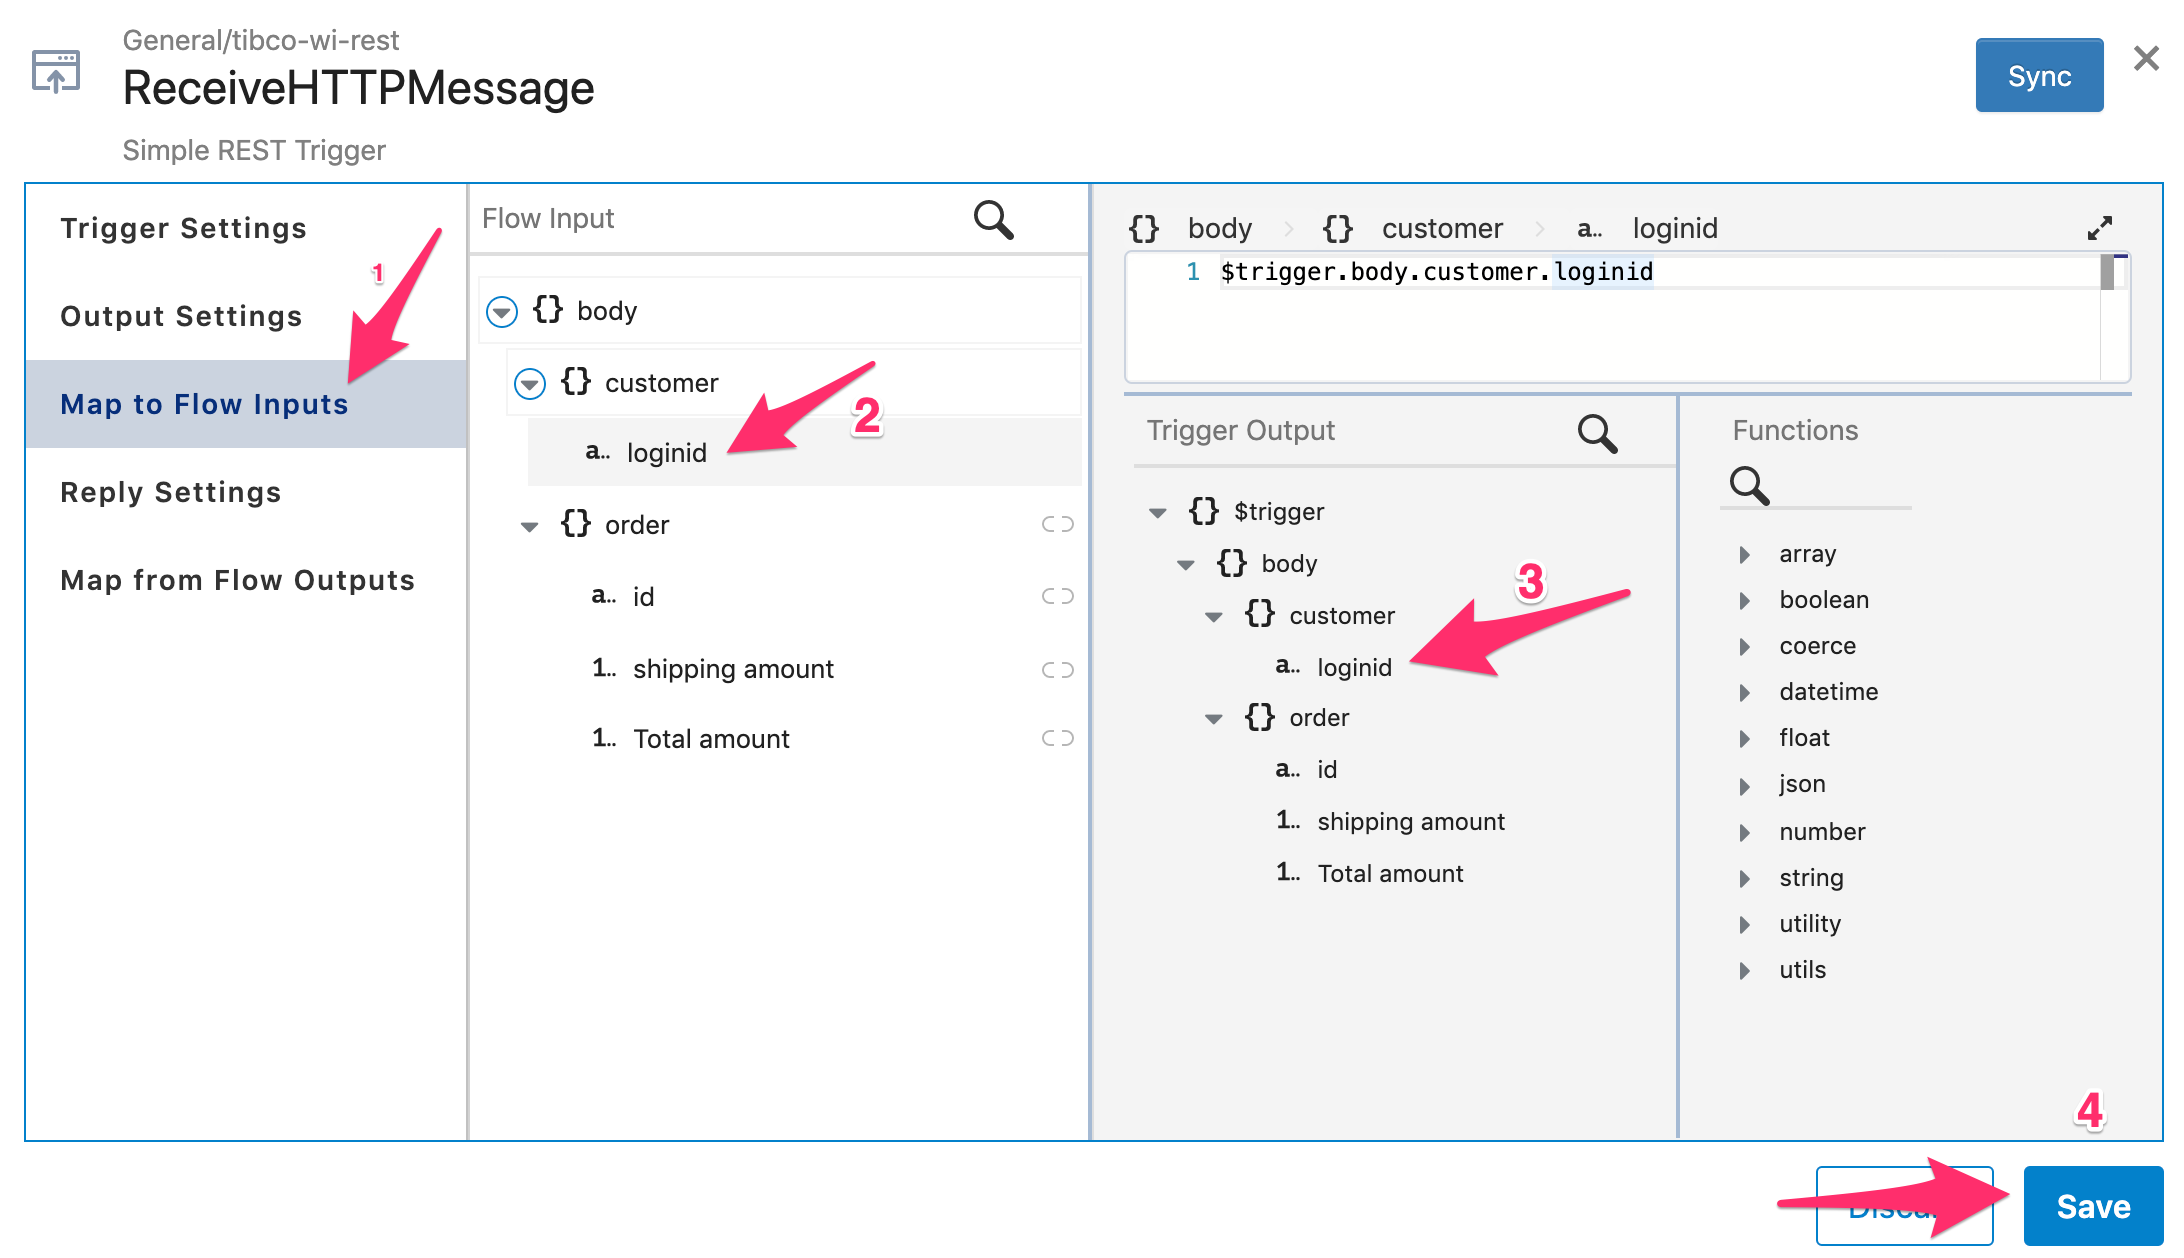 General/tibco-wi-rest
ReceiveHTTPMessage
Simple REST Trigger
Sync
Trigger Settings
Output Settings
Map to Flow Inputs
Reply Settings
Map from Flow Outputs
1
Flow Input
{} body
{} customer
a.. loginid
2
{} order
a.. id
1.. shipping amount
1.. Total amount
{} body {} customer a.. loginid
1 $trigger.body.customer.loginid
Trigger Output
{} $trigger
{} body
{} customer
3
a.. loginid
{} order
a.. id
1.. shipping amount
1.. Total amount
Functions
array
boolean
coerce
datetime
float
json
number
string
utility
utils
4
Save